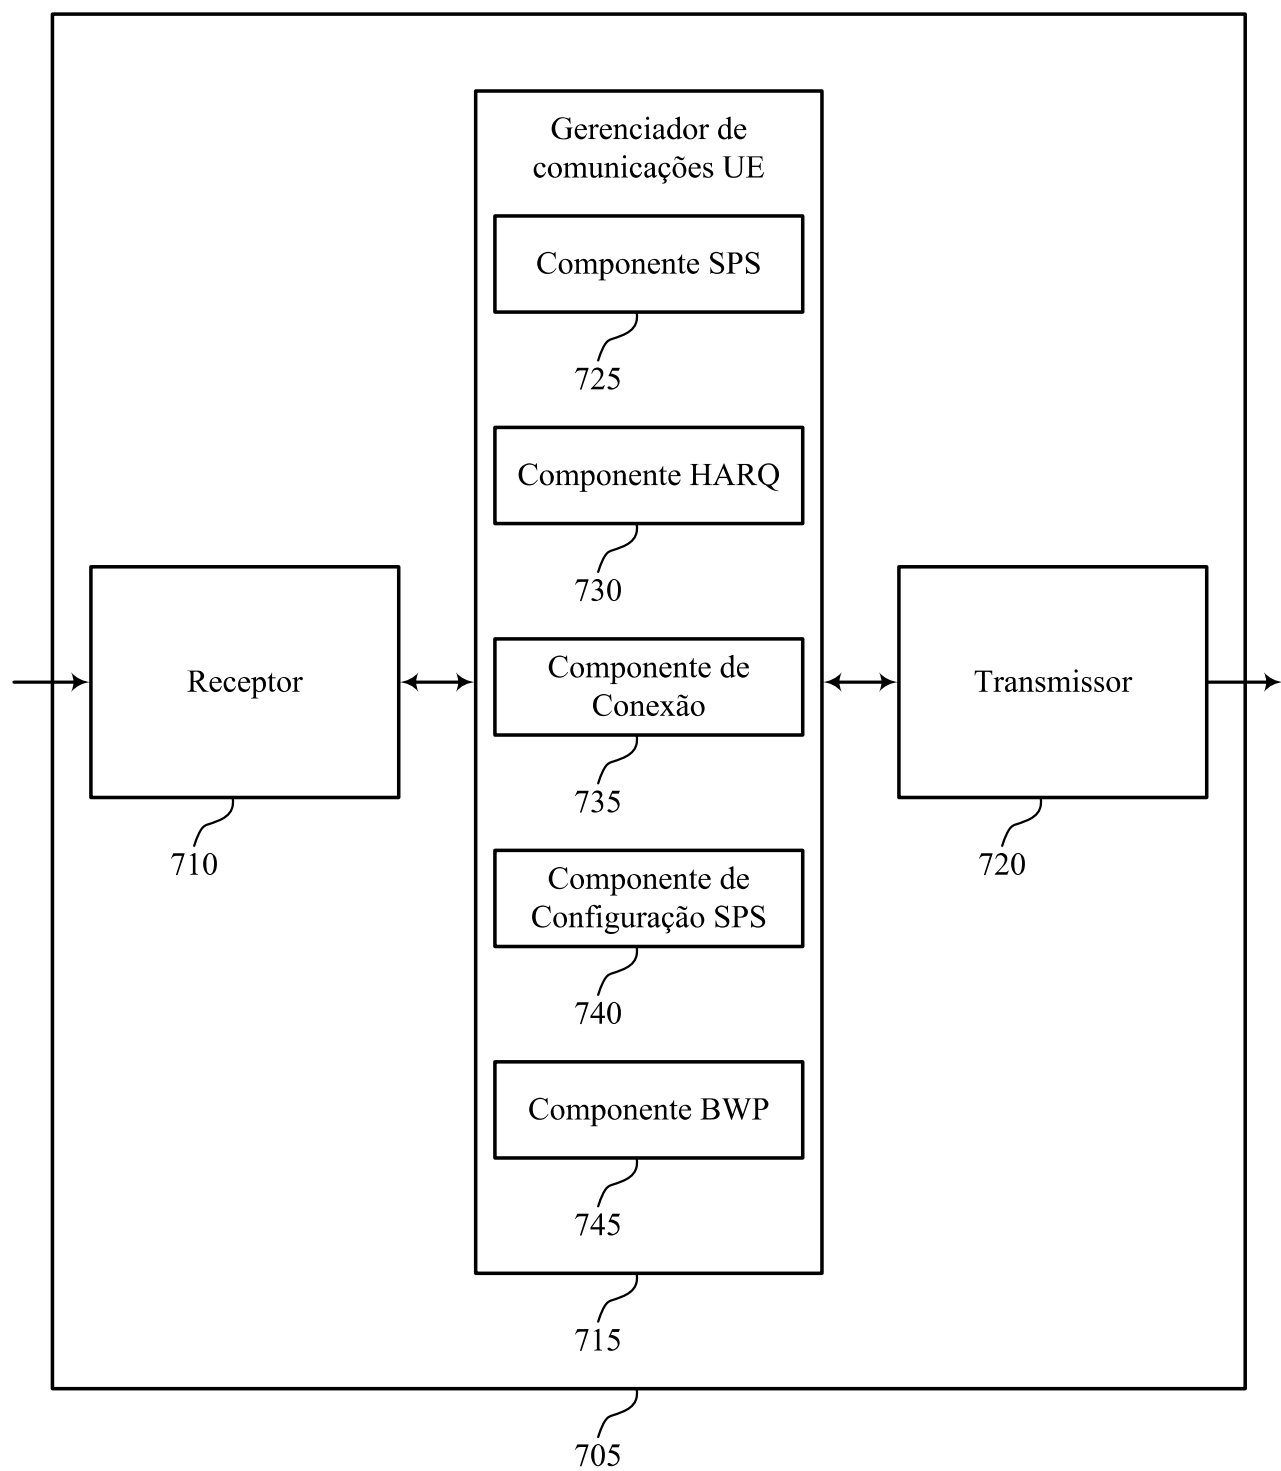 Gerenciador de
comunicações UE
Componente SPS
725
Componente HARQ
730
Componente de
Conexão
735
Receptor
710
Transmissor
720
Componente de
Configuração SPS
740
Componente BWP
745
715
705